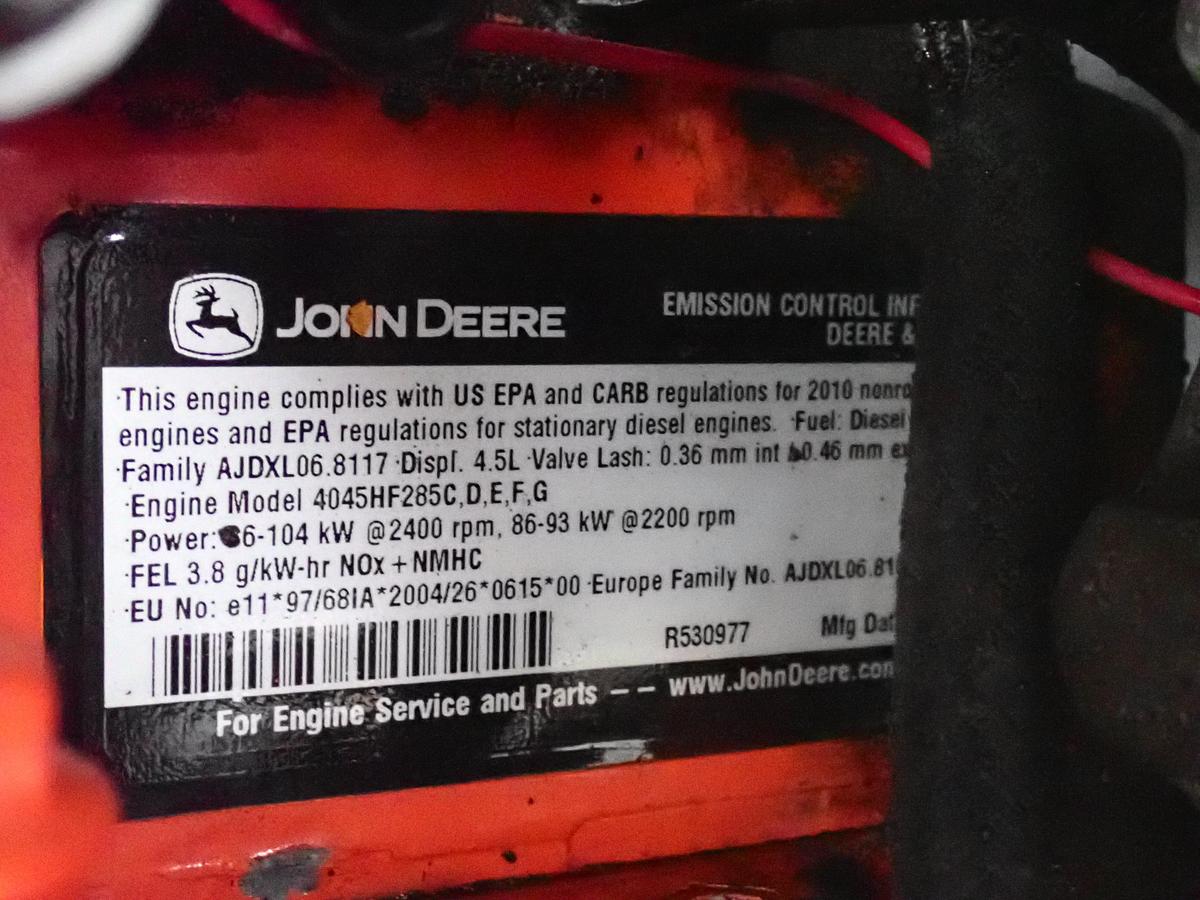 JOHN DEERE
EMISSION CONTROL INF
DEERE &
·This engine complies with US EPA and CARB regulations for 2010 nonro
engines and EPA regulations for stationary diesel engines. ·Fuel: Diesel
·Family AJDXL06.8117 ·Displ. 4.5L ·Valve Lash: 0.36 mm int 0.46 mm ex
·Engine Model 4045HF285C,D,E,F,G
·Power: 6-104 kW @2400 rpm, 86-93 kW @2200 rpm
·FEL 3.8 g/kW-hr NOx + NMHC
·EU No: e11*97/68IA*2004/26*0615*00 ·Europe Family No. AJDXL06.81
R530977 Mfg Dat
For Engine Service and Parts -- www.JohnDeere.com